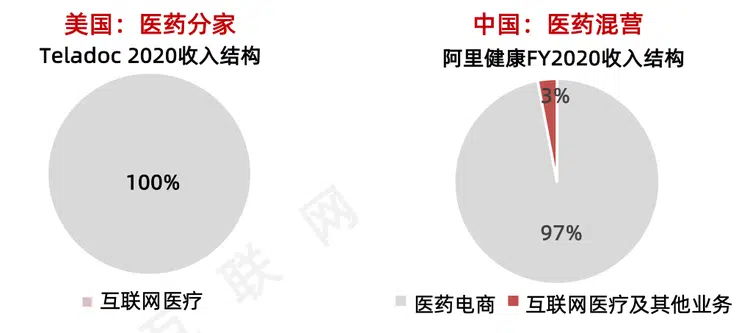 美国：医药分家
Teladoc 2020收入结构
100%
互联网医疗
中国：医药混营
阿里健康FY2020收入结构
3%
97%
医药电商
互联网医疗及其他业务
互联网